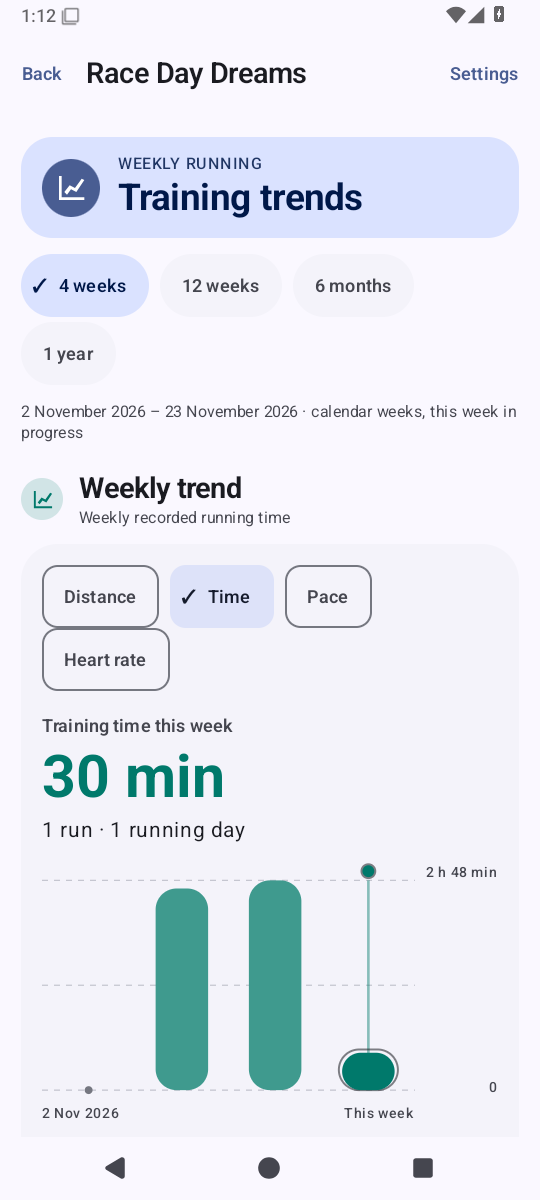 1:12
Back Race Day Dreams Settings
WEEKLY RUNNING
Training trends
✓ 4 weeks 12 weeks 6 months
1 year
2 November 2026 – 23 November 2026 · calendar weeks, this week in
progress
Weekly trend
Weekly recorded running time
Distance ✓ Time Pace
Heart rate
Training time this week
30 min
1 run · 1 running day
2 h 48 min
0
2 Nov 2026 This week